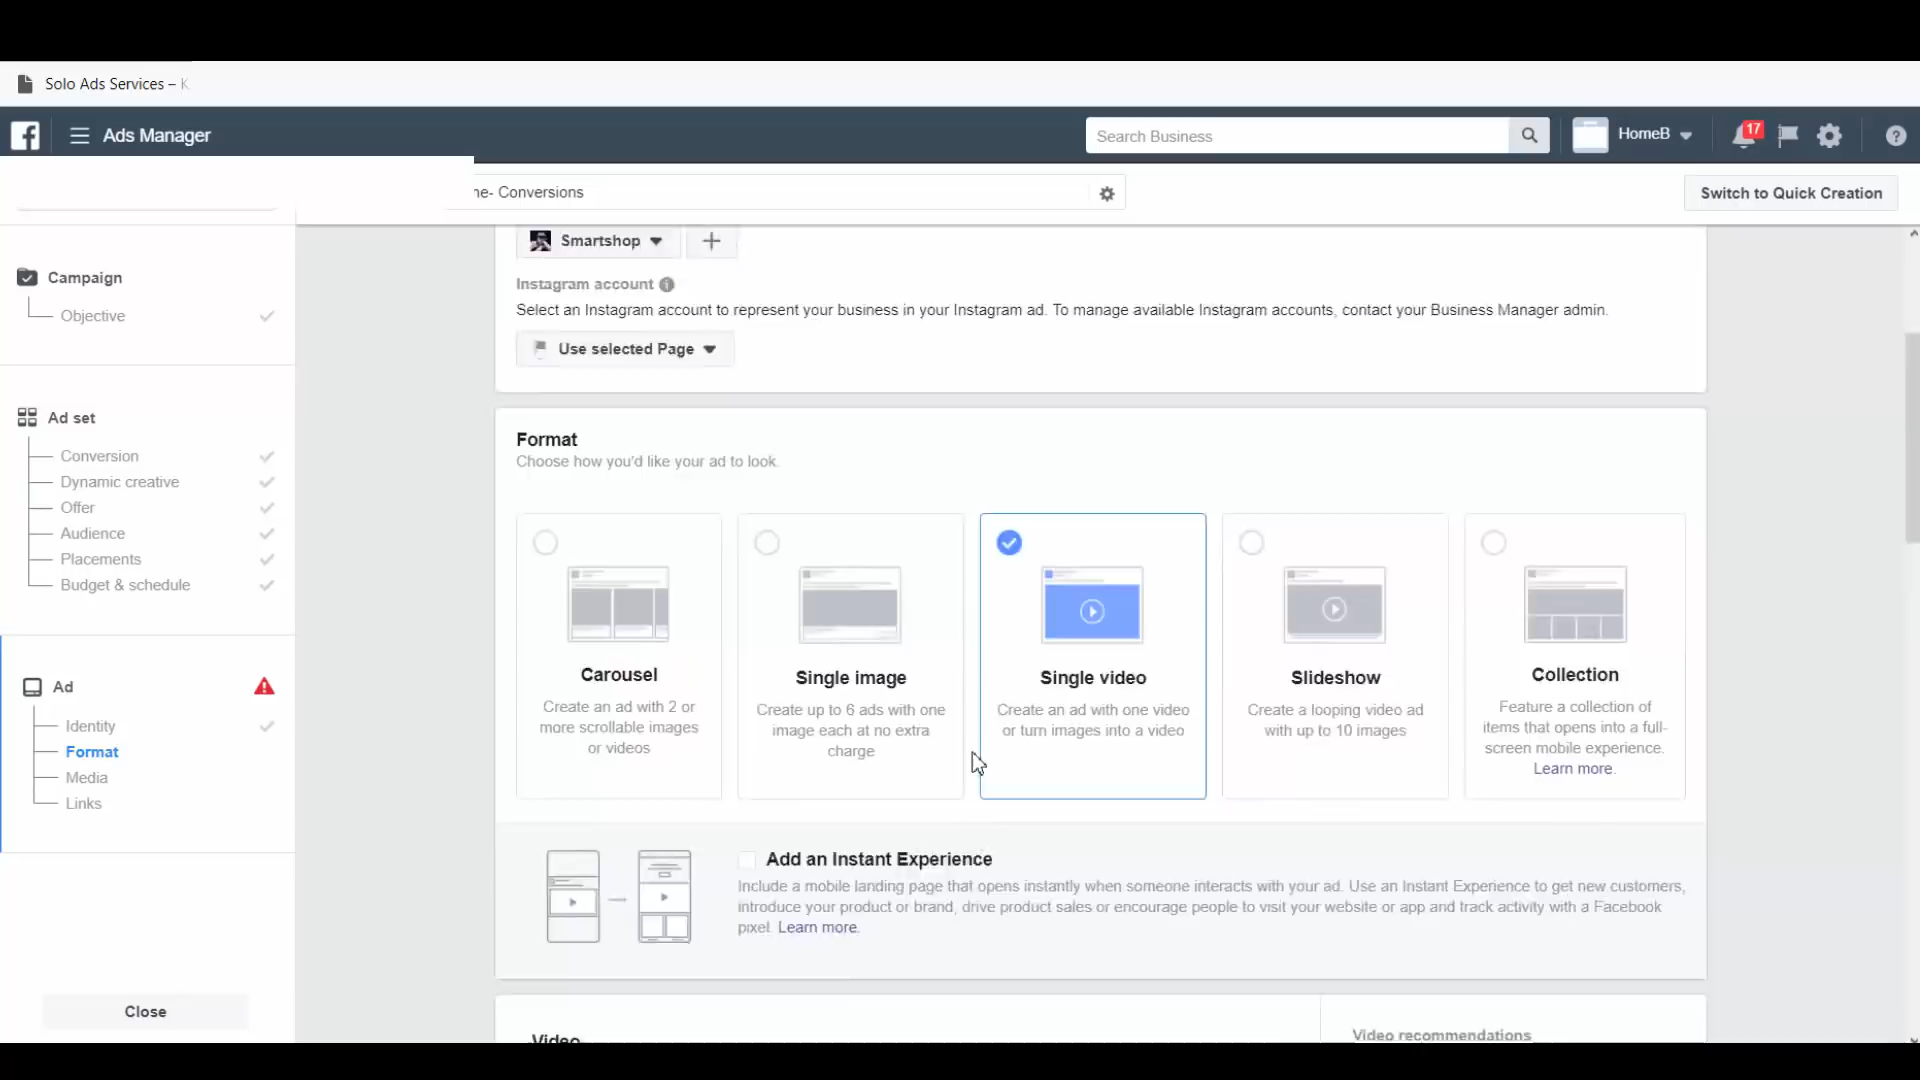 Solo Ads Services –
Ads Manager
Search Business
HomeB
17
ne- Conversions
Switch to Quick Creation
Campaign
Objective
Ad set
Conversion
Dynamic creative
Offer
Audience
Placements
Budget & schedule
Ad
Identity
Format
Media
Links
Close
Smartshop
Instagram account
Select an Instagram account to represent your business in your Instagram ad. To manage available Instagram accounts, contact your Business Manager admin.
Use selected Page
Format
Choose how you'd like your ad to look.
Carousel
Create an ad with 2 or
more scrollable images
or videos
Single image
Create up to 6 ads with one
image each at no extra
charge
Single video
Create an ad with one video
or turn images into a video
Slideshow
Create a looping video ad
with up to 10 images
Collection
Feature a collection of
items that opens into a full-
screen mobile experience.
Learn more.
Add an Instant Experience
Include a mobile landing page that opens instantly when someone interacts with your ad. Use an Instant Experience to get new customers,
introduce your product or brand, drive product sales or encourage people to visit your website or app and track activity with a Facebook
pixel. Learn more.
Video
Video recommendations